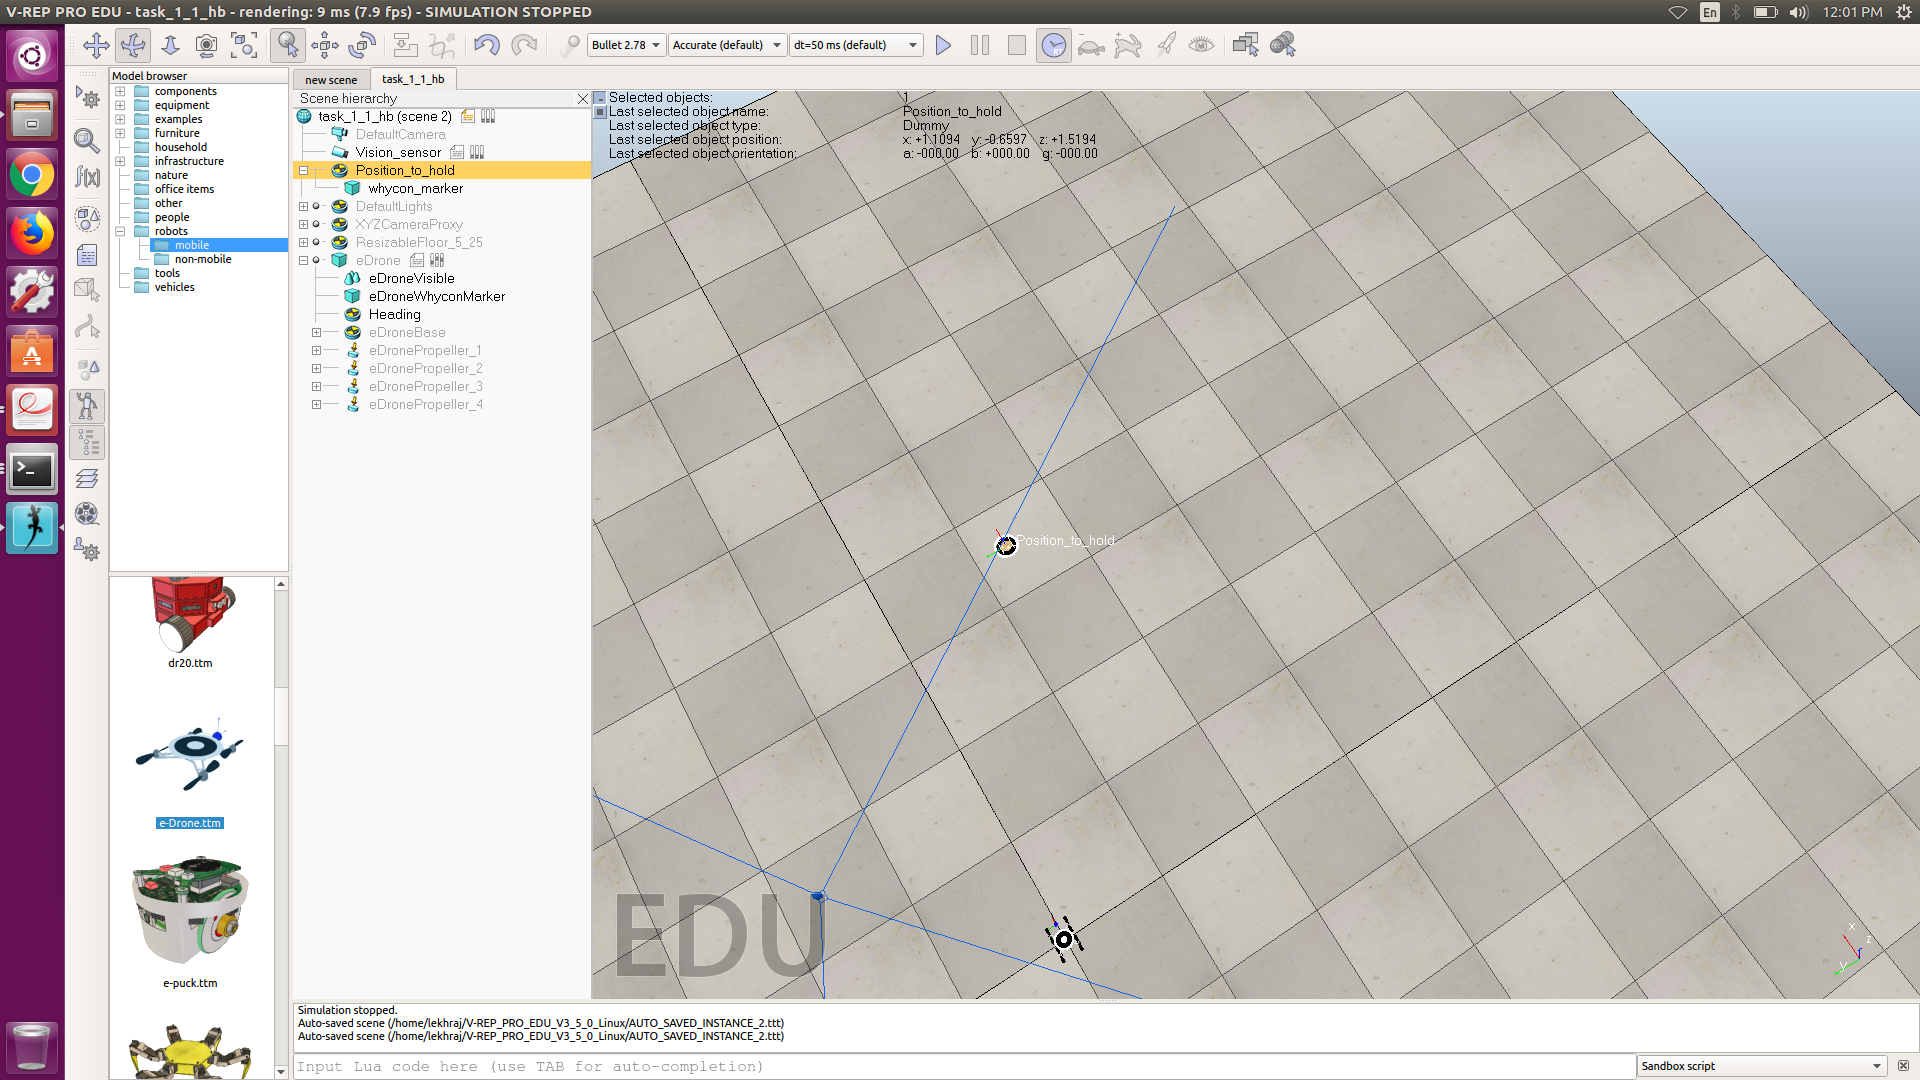 V-REP PRO EDU - task_1_1_hb - rendering: 9 ms (7.9 fps) - SIMULATION STOPPED
En
12:01 PM
Bullet 2.78
Accurate (default)
dt=50 ms (default)
Model browser
components
equipment
examples
furniture
household
infrastructure
nature
office items
other
people
robots
mobile
non-mobile
tools
vehicles
dr20.ttm
e-Drone.ttm
e-puck.ttm
new scene
task_1_1_hb
Scene hierarchy
task_1_1_hb (scene 2)
DefaultCamera
Vision_sensor
Position_to_hold
whycon_marker
DefaultLights
XYZCameraProxy
ResizableFloor_5_25
eDrone
eDroneVisible
eDroneWhyconMarker
Heading
eDroneBase
eDronePropeller_1
eDronePropeller_2
eDronePropeller_3
eDronePropeller_4
Selected objects: 1
Last selected object name: Position_to_hold
Last selected object type: Dummy
Last selected object position: x: +1.1094 y: -0.6597 z: +1.5194
Last selected object orientation: a: -000.00 b: +000.00 g: -000.00
Position_to_hold
EDU
x
z
y
Simulation stopped.
Auto-saved scene (/home/lekhraj/V-REP_PRO_EDU_V3_5_0_Linux/AUTO_SAVED_INSTANCE_2.ttt)
Auto-saved scene (/home/lekhraj/V-REP_PRO_EDU_V3_5_0_Linux/AUTO_SAVED_INSTANCE_2.ttt)
Input Lua code here (use TAB for auto-completion)
Sandbox script